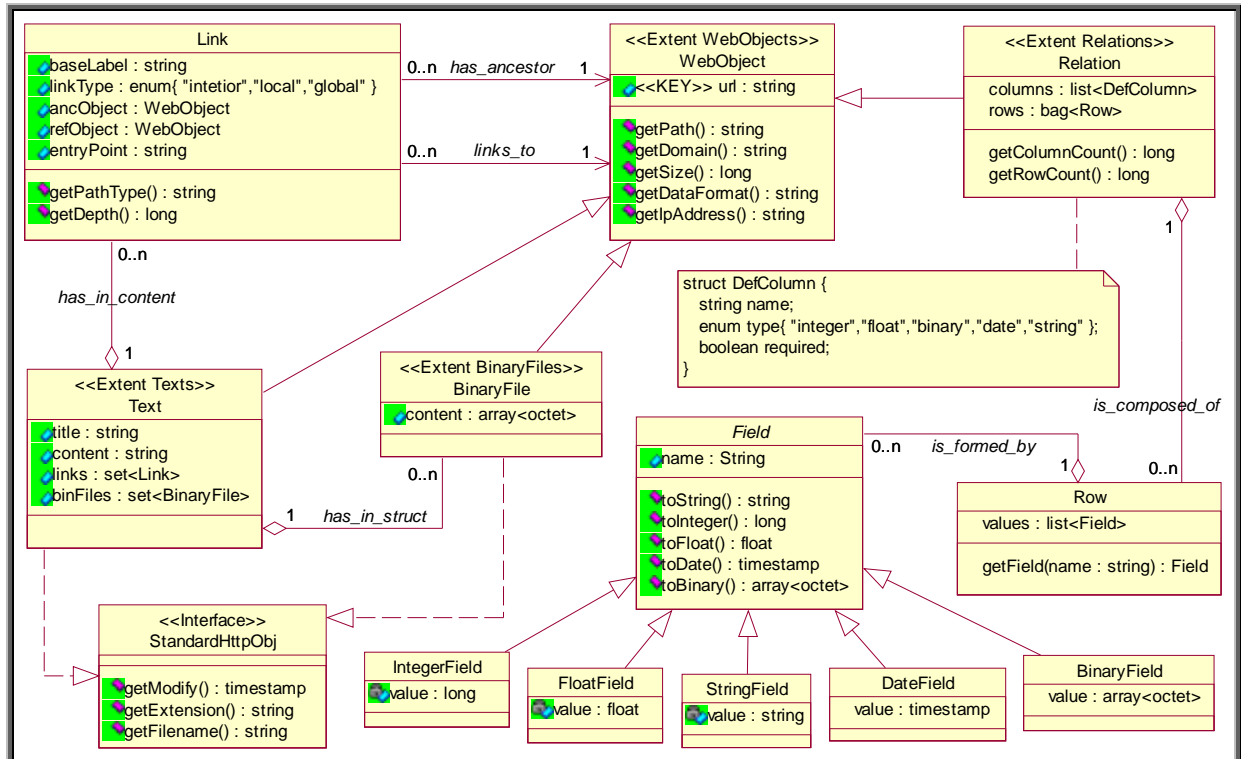 Link
baseLabel : string
linkType : enum{ "intetior","local","global" }
ancObject : WebObject
refObject : WebObject
entryPoint : string
getPathType() : string
getDepth() : long
0..n has_ancestor 1
0..n links_to 1
<<Extent WebObjects>>
WebObject
<<KEY>> url : string
getPath() : string
getDomain() : string
getSize() : long
getDataFormat() : string
getIpAddress() : string
<<Extent Relations>>
Relation
columns : list<DefColumn>
rows : bag<Row>
getColumnCount() : long
getRowCount() : long
0..n
has_in_content
1
1
is_composed_of
0..n
struct DefColumn {
string name;
enum type{ "integer","float","binary","date","string" };
boolean required;
}
<<Extent Texts>>
Text
title : string
content : string
links : set<Link>
binFiles : set<BinaryFile>
<<Extent BinaryFiles>>
BinaryFile
content : array<octet>
0..n
1 has_in_struct
Field
name : String
toString() : string
toInteger() : long
toFloat() : float
toDate() : timestamp
toBinary() : array<octet>
0..n is_formed_by 1
Row
values : list<Field>
getField(name : string) : Field
<<Interface>>
StandardHttpObj
getModify() : timestamp
getExtension() : string
getFilename() : string
IntegerField
value : long
FloatField
value : float
StringField
value : string
DateField
value : timestamp
BinaryField
value : array<octet>